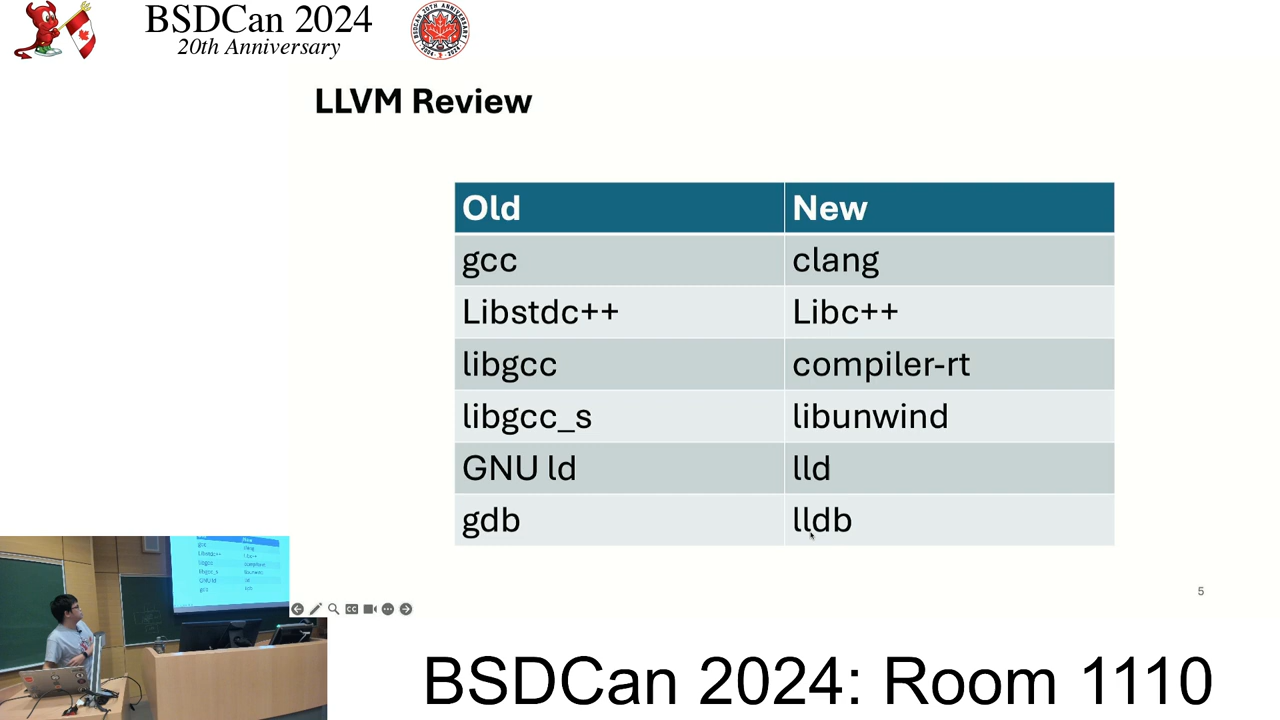 BSDCan 2024
20th Anniversary
LLVM Review
Old New
gcc clang
Libstdc++ Libc++
libgcc compiler-rt
libgcc_s libunwind
GNU ld lld
gdb lldb
5
BSDCan 2024: Room 1110